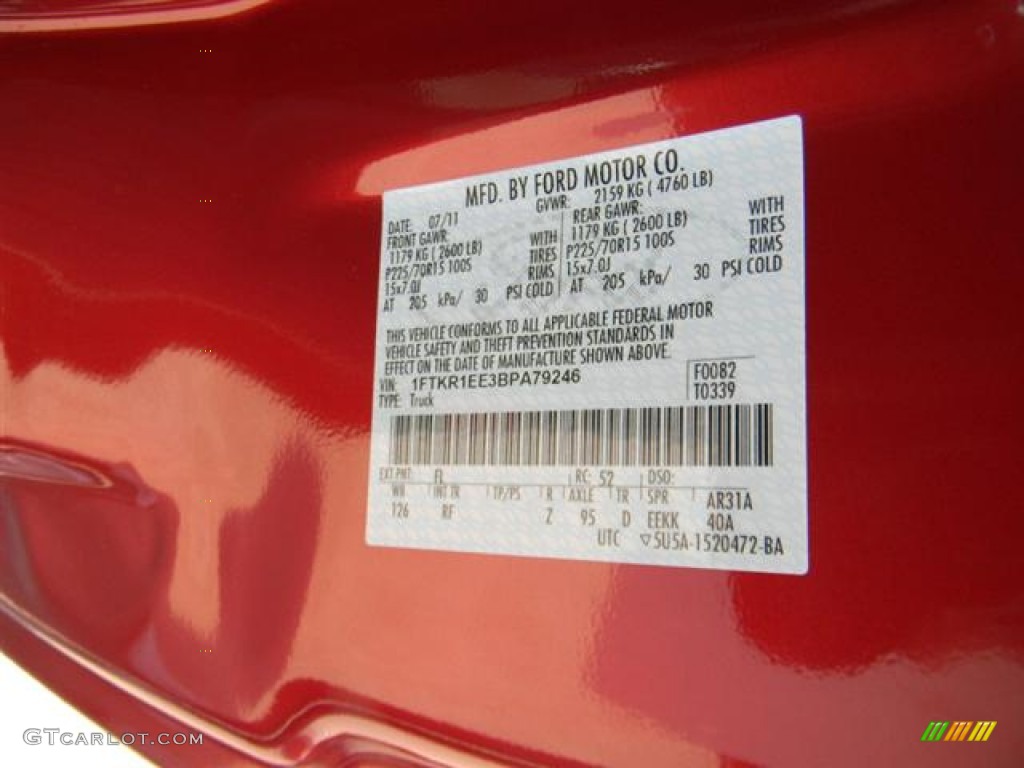 MFD. BY FORD MOTOR CO.
DATE: 07/11 GVWR: 2159 KG ( 4760 LB)
FRONT GAWR: REAR GAWR:
1179 KG ( 2600 LB) WITH 1179 KG ( 2600 LB) WITH
P225/70R15 100S TIRES P225/70R15 100S TIRES
15x7.0J RIMS 15x7.0J RIMS
AT 205 kPa/ 30 PSI COLD AT 205 kPa/ 30 PSI COLD
THIS VEHICLE CONFORMS TO ALL APPLICABLE FEDERAL MOTOR
VEHICLE SAFETY AND THEFT PREVENTION STANDARDS IN
EFFECT ON THE DATE OF MANUFACTURE SHOWN ABOVE.
VIN: 1FTKR1EE3BPA79246 F0082
TYPE: Truck T0339
EXT PNT: FL RC: 52 DSO:
WB INT TR TP/PS R AXLE TR SPR AR31A
126 RF Z 95 D EEKK 40A
UTC ▽5U5A-1520472-BA
GTCARLOT.COM